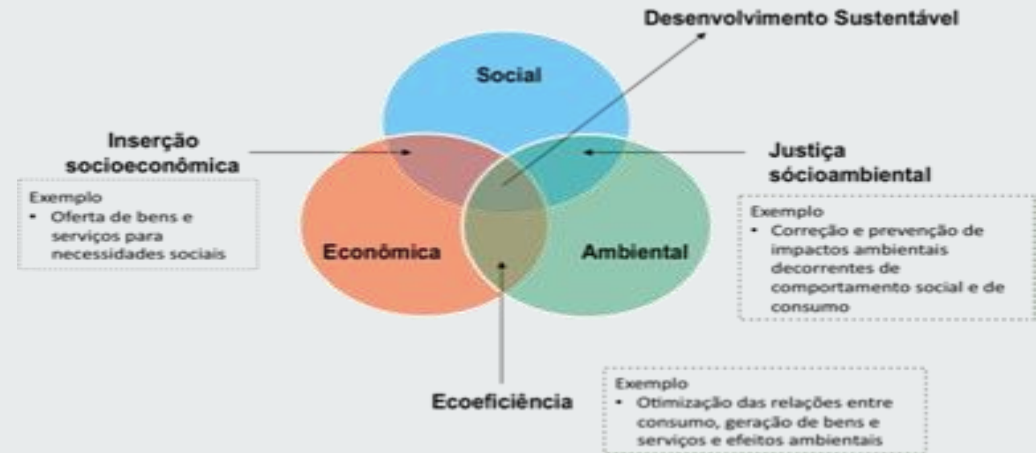 Desenvolvimento Sustentável
Social
Inserção
socioeconômica
Exemplo
• Oferta de bens e
serviços para
necessidades sociais
Justiça
sócioambiental
Exemplo
• Correção e prevenção de
impactos ambientais
decorrentes de
comportamento social e de
consumo
Econômica
Ambiental
Ecoeficiência
Exemplo
• Otimização das relações entre
consumo, geração de bens e
serviços e efeitos ambientais